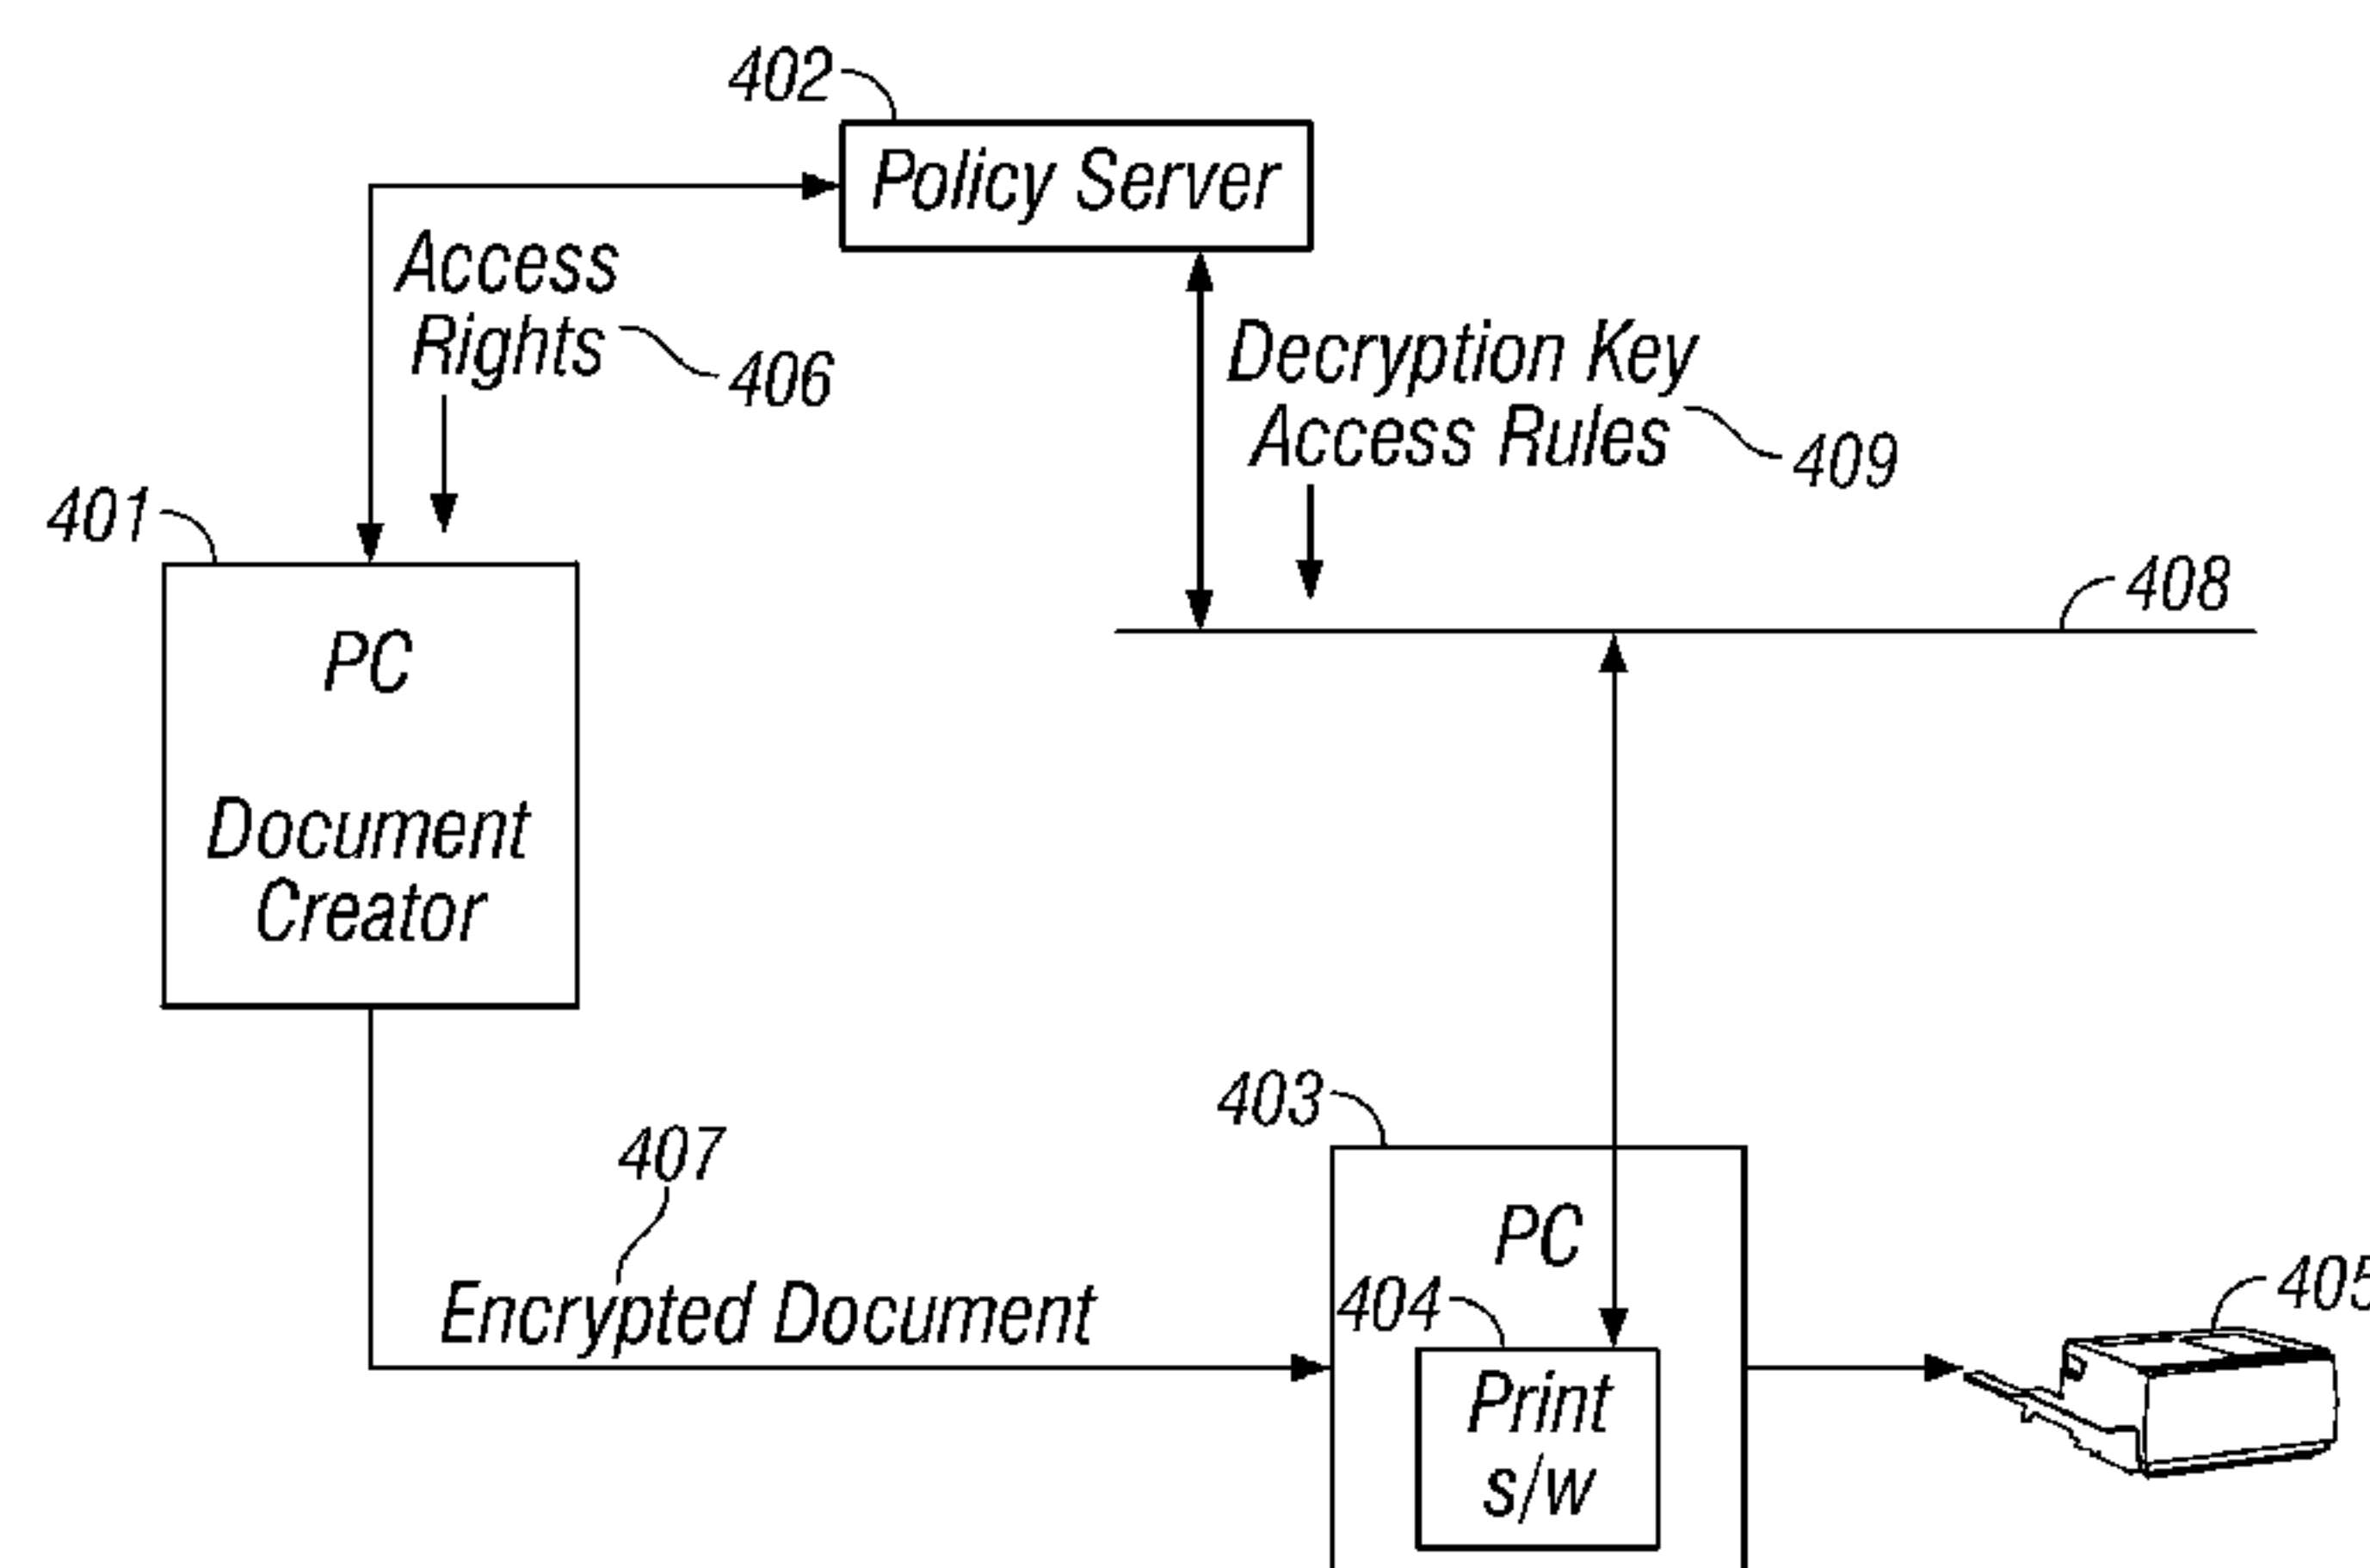 402
Policy Server
Access
Rights
406
Decryption Key
Access Rules
409
401
408
PC
Document
Creator
403
407
PC
404
405
Encrypted Document
Print
s/w